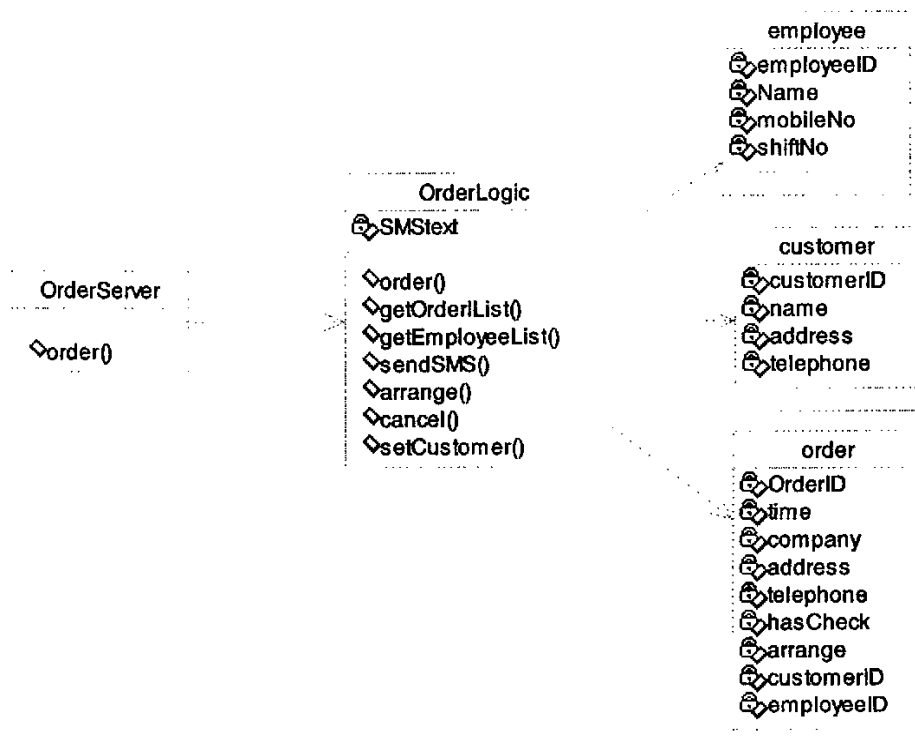 employee
employeeID
Name
mobileNo
shiftNo
OrderLogic
SMStext
order()
getOrderlList()
getEmployeeList()
sendSMS()
arrange()
cancel()
setCustomer()
OrderServer
order()
customer
customerID
name
address
telephone
order
OrderID
time
company
address
telephone
hasCheck
arrange
customerID
employeeID